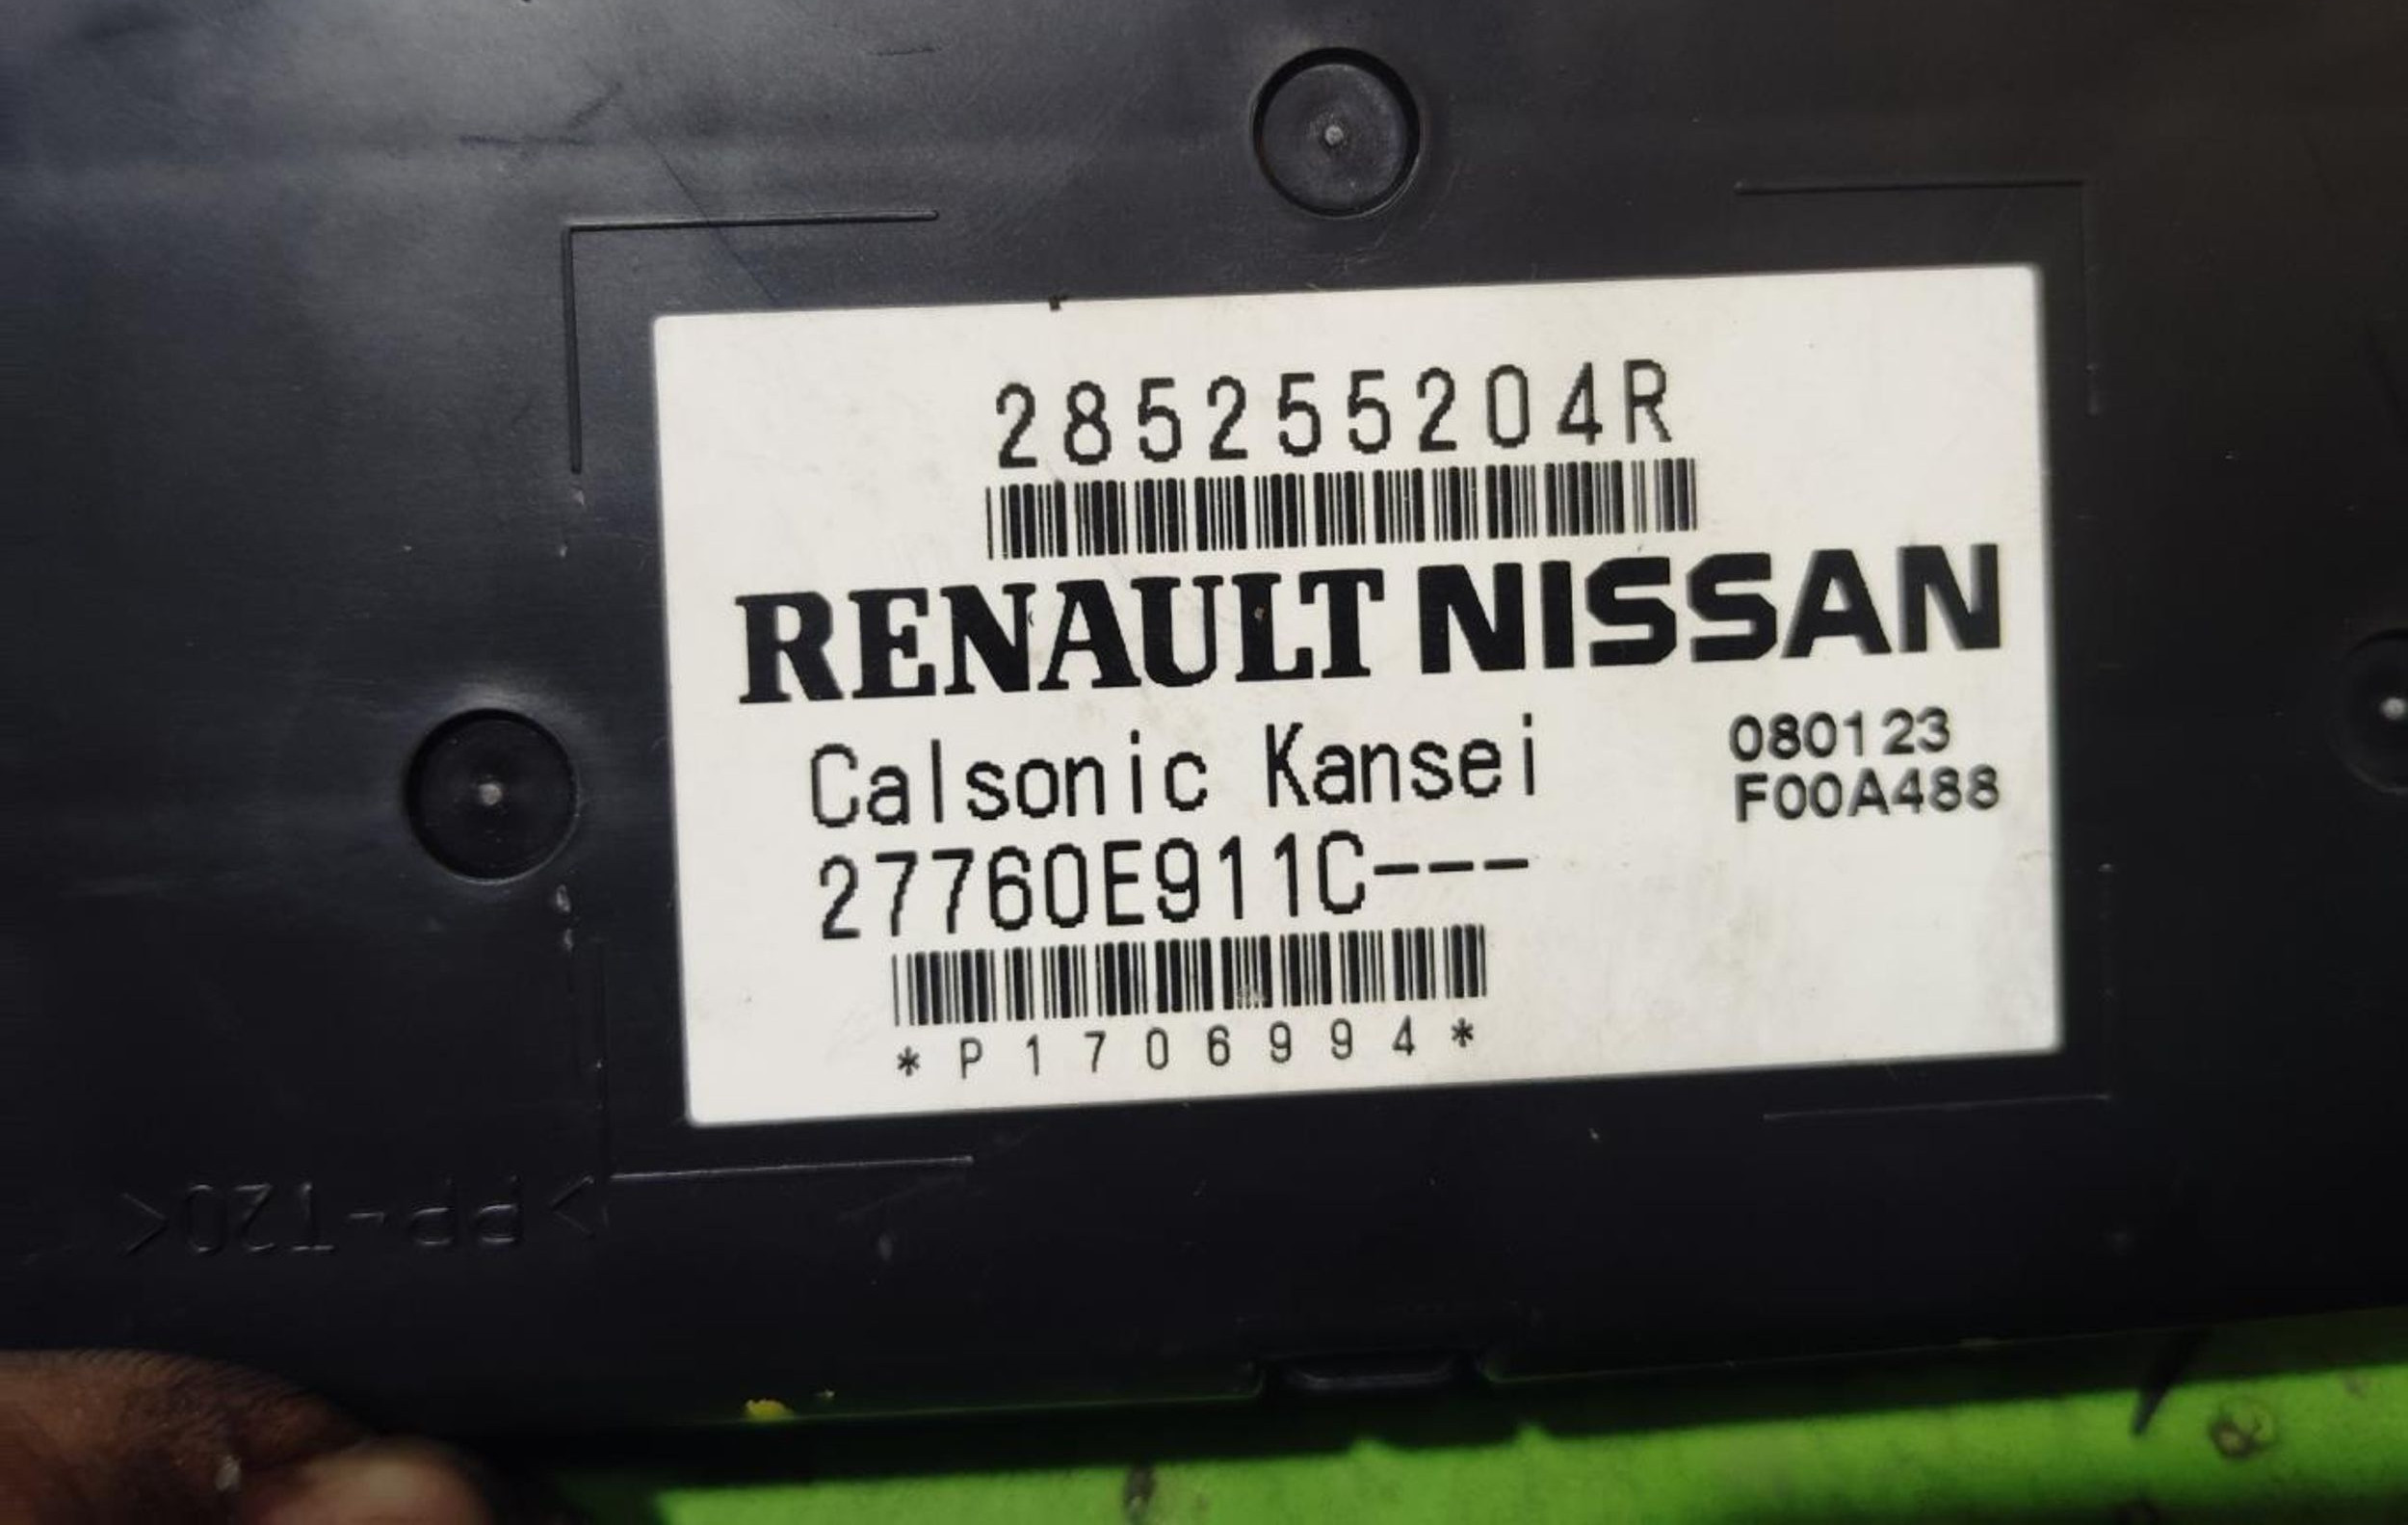 285255204R
RENAULT NISSAN
Calsonic Kansei
080123
F00A488
27760E911C---
*P1706994*
>PP-T20<